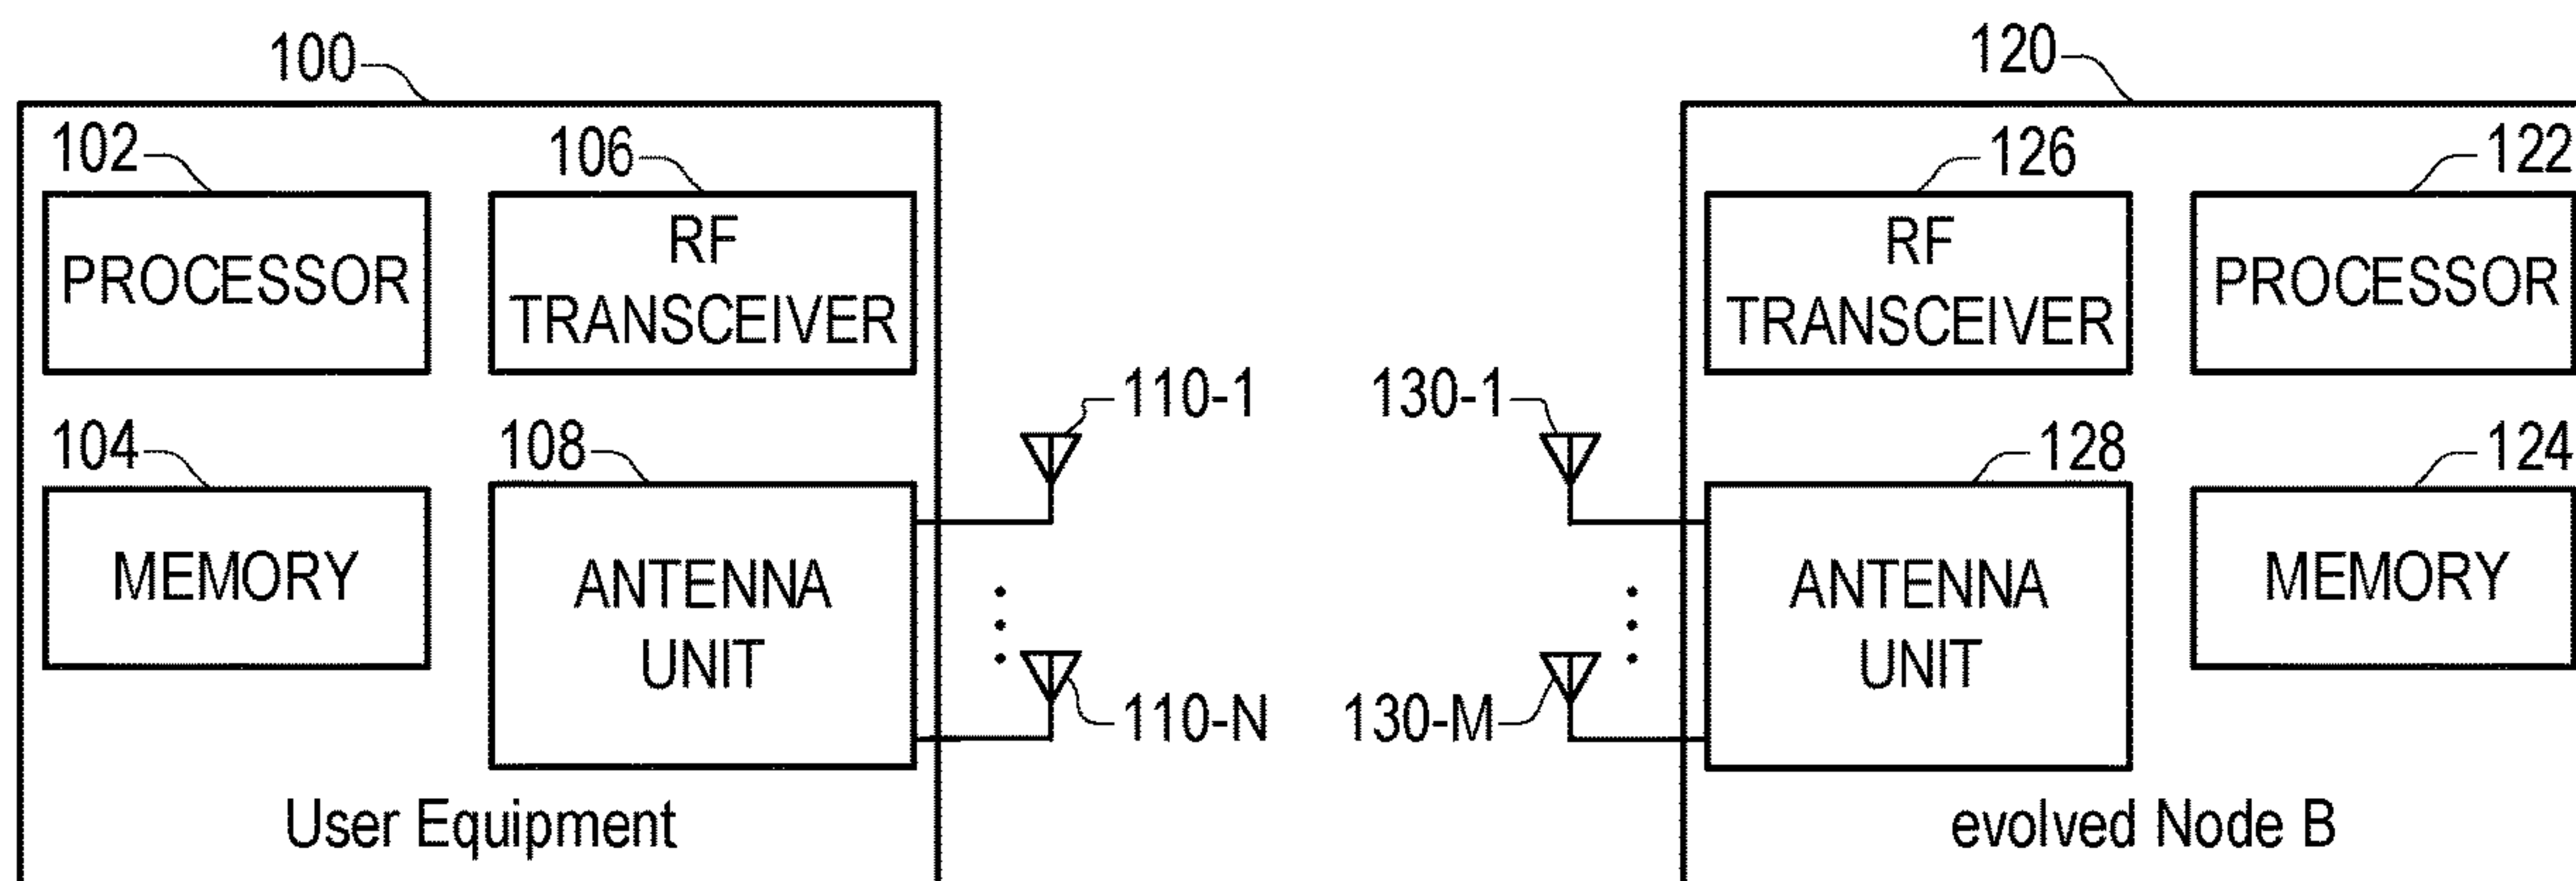 100
120
102
106
126
122
PROCESSOR
RF
TRANSCEIVER
RF
TRANSCEIVER
PROCESSOR
110-1
130-1
104
108
128
124
MEMORY
ANTENNA
UNIT
ANTENNA
UNIT
MEMORY
110-N
130-M
User Equipment
evolved Node B